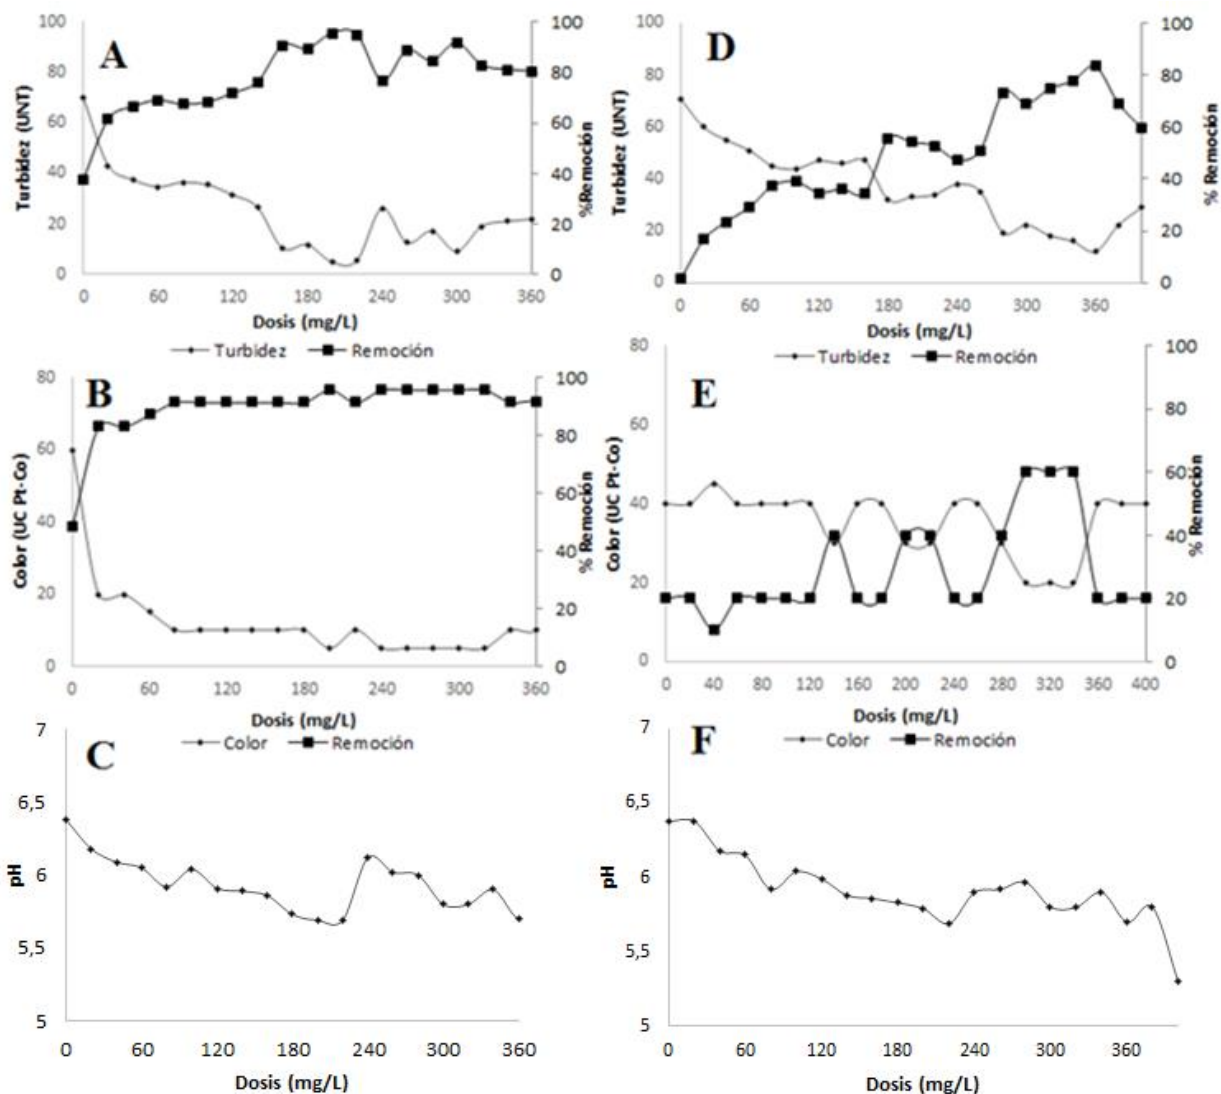 A
Turbidez (UNT)
100
80
60
40
20
0
100
80
60
40
20
0
%Remoción
0 60 120 180 240 300 360
Dosis (mg/L)
Turbidez Remoción
D
Turbidez (UNT)
100
80
60
40
20
0
100
80
60
40
20
0
% Remoción
0 60 120 180 240 300 360
Dosis (mg/L)
Turbidez Remoción
B
Color (UC Pt-Co)
80
60
40
20
0
100
80
60
40
20
0
% Remoción
0 60 120 180 240 300 360
Dosis (mg/L)
Color Remoción
E
Color (UC Pt-Co)
80
60
40
20
0
100
80
60
40
20
0
% Remoción
0 40 80 120 160 200 240 280 320 360 400
Dosis (mg/L)
Color Remoción
C
pH
7
6,5
6
5,5
5
0 60 120 180 240 300 360
Dosis (mg/L)
F
pH
7
6,5
6
5,5
5
0 60 120 180 240 300 360
Dosis (mg/L)